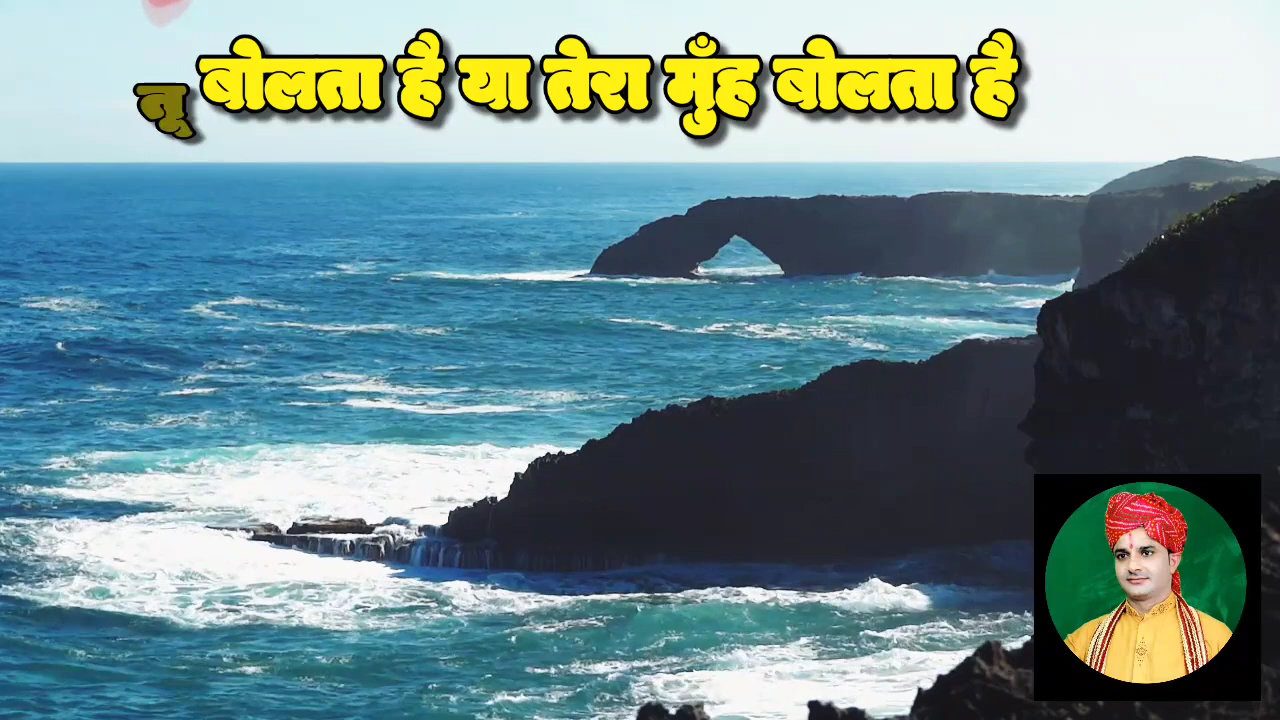 तू बोलता है या तेरा मुँह बोलता है